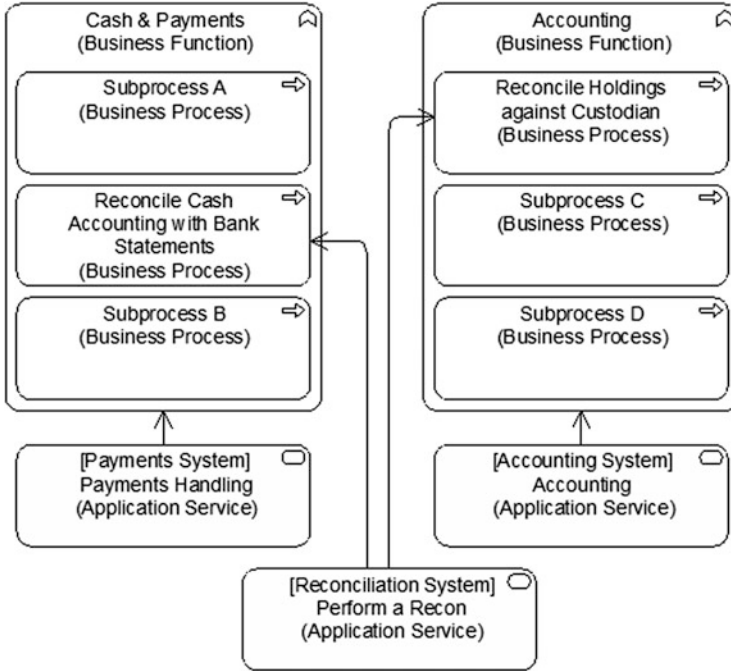 Cash & Payments
(Business Function)
Subprocess A
(Business Process)
Reconcile Cash
Accounting with Bank
Statements
(Business Process)
Subprocess B
(Business Process)
[Payments System]
Payments Handling
(Application Service)
Accounting
(Business Function)
Reconcile Holdings
against Custodian
(Business Process)
Subprocess C
(Business Process)
Subprocess D
(Business Process)
[Accounting System]
Accounting
(Application Service)
[Reconciliation System]
Perform a Recon
(Application Service)